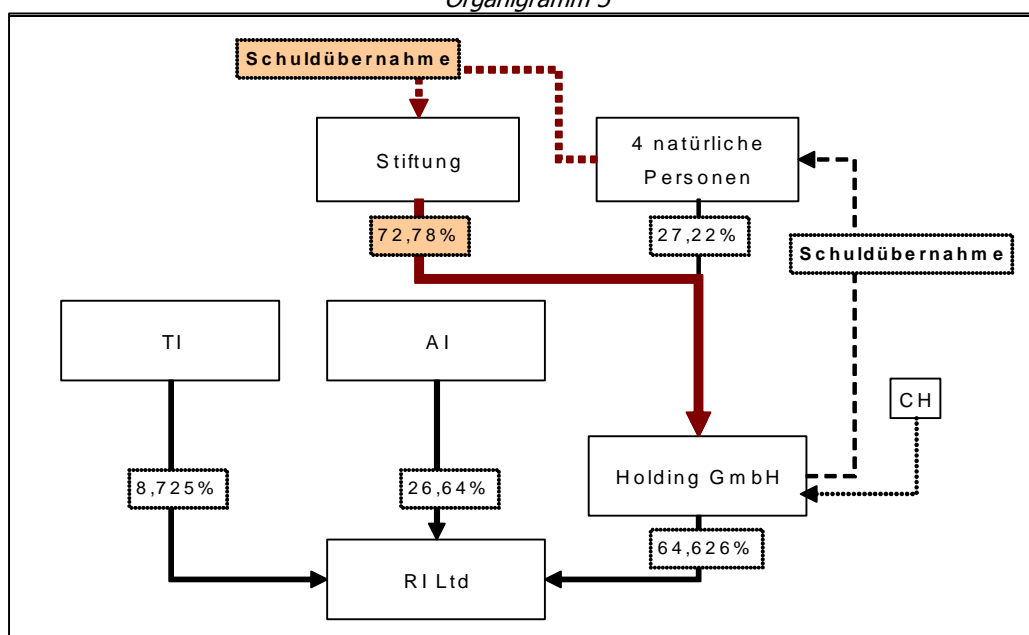 Organigramm 5
Schuldübernahme
Stiftung
4 natürliche
Personen
72,78%
27,22%
Schuldübernahme
TI
AI
CH
8,725%
26,64%
Holding GmbH
64,626%
RI Ltd